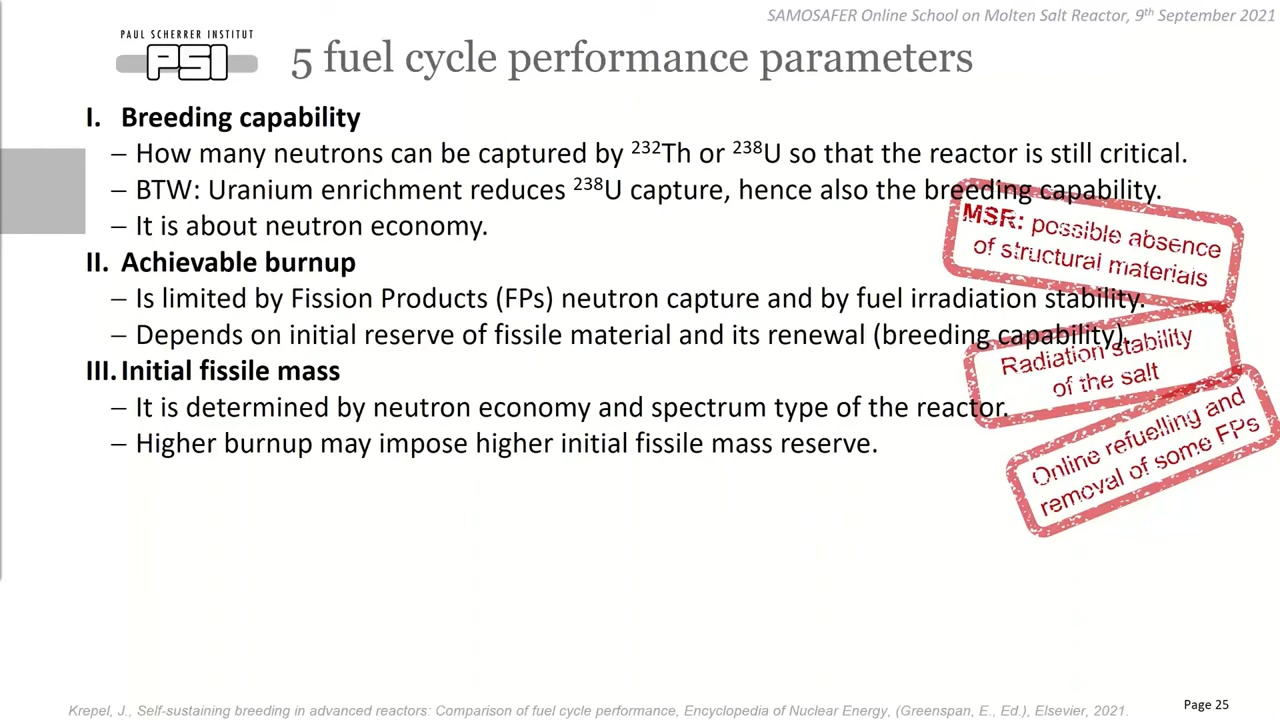 SAMOSAFER Online School on Molten Salt Reactor, 9th September 2021
PAUL SCHERRER INSTITUT
PSI
5 fuel cycle performance parameters
I. Breeding capability
– How many neutrons can be captured by 232Th or 238U so that the reactor is still critical.
– BTW: Uranium enrichment reduces 238U capture, hence also the breeding capability.
– It is about neutron economy.
MSR: possible absence
of structural materials
II. Achievable burnup
– Is limited by Fission Products (FPs) neutron capture and by fuel irradiation stability.
– Depends on initial reserve of fissile material and its renewal (breeding capability).
Radiation stability
of the salt
III. Initial fissile mass
– It is determined by neutron economy and spectrum type of the reactor.
– Higher burnup may impose higher initial fissile mass reserve.
Online refuelling and
removal of some FPs
Krepel, J., Self-sustaining breeding in advanced reactors: Comparison of fuel cycle performance, Encyclopedia of Nuclear Energy, (Greenspan, E., Ed.), Elsevier, 2021.
Page 25